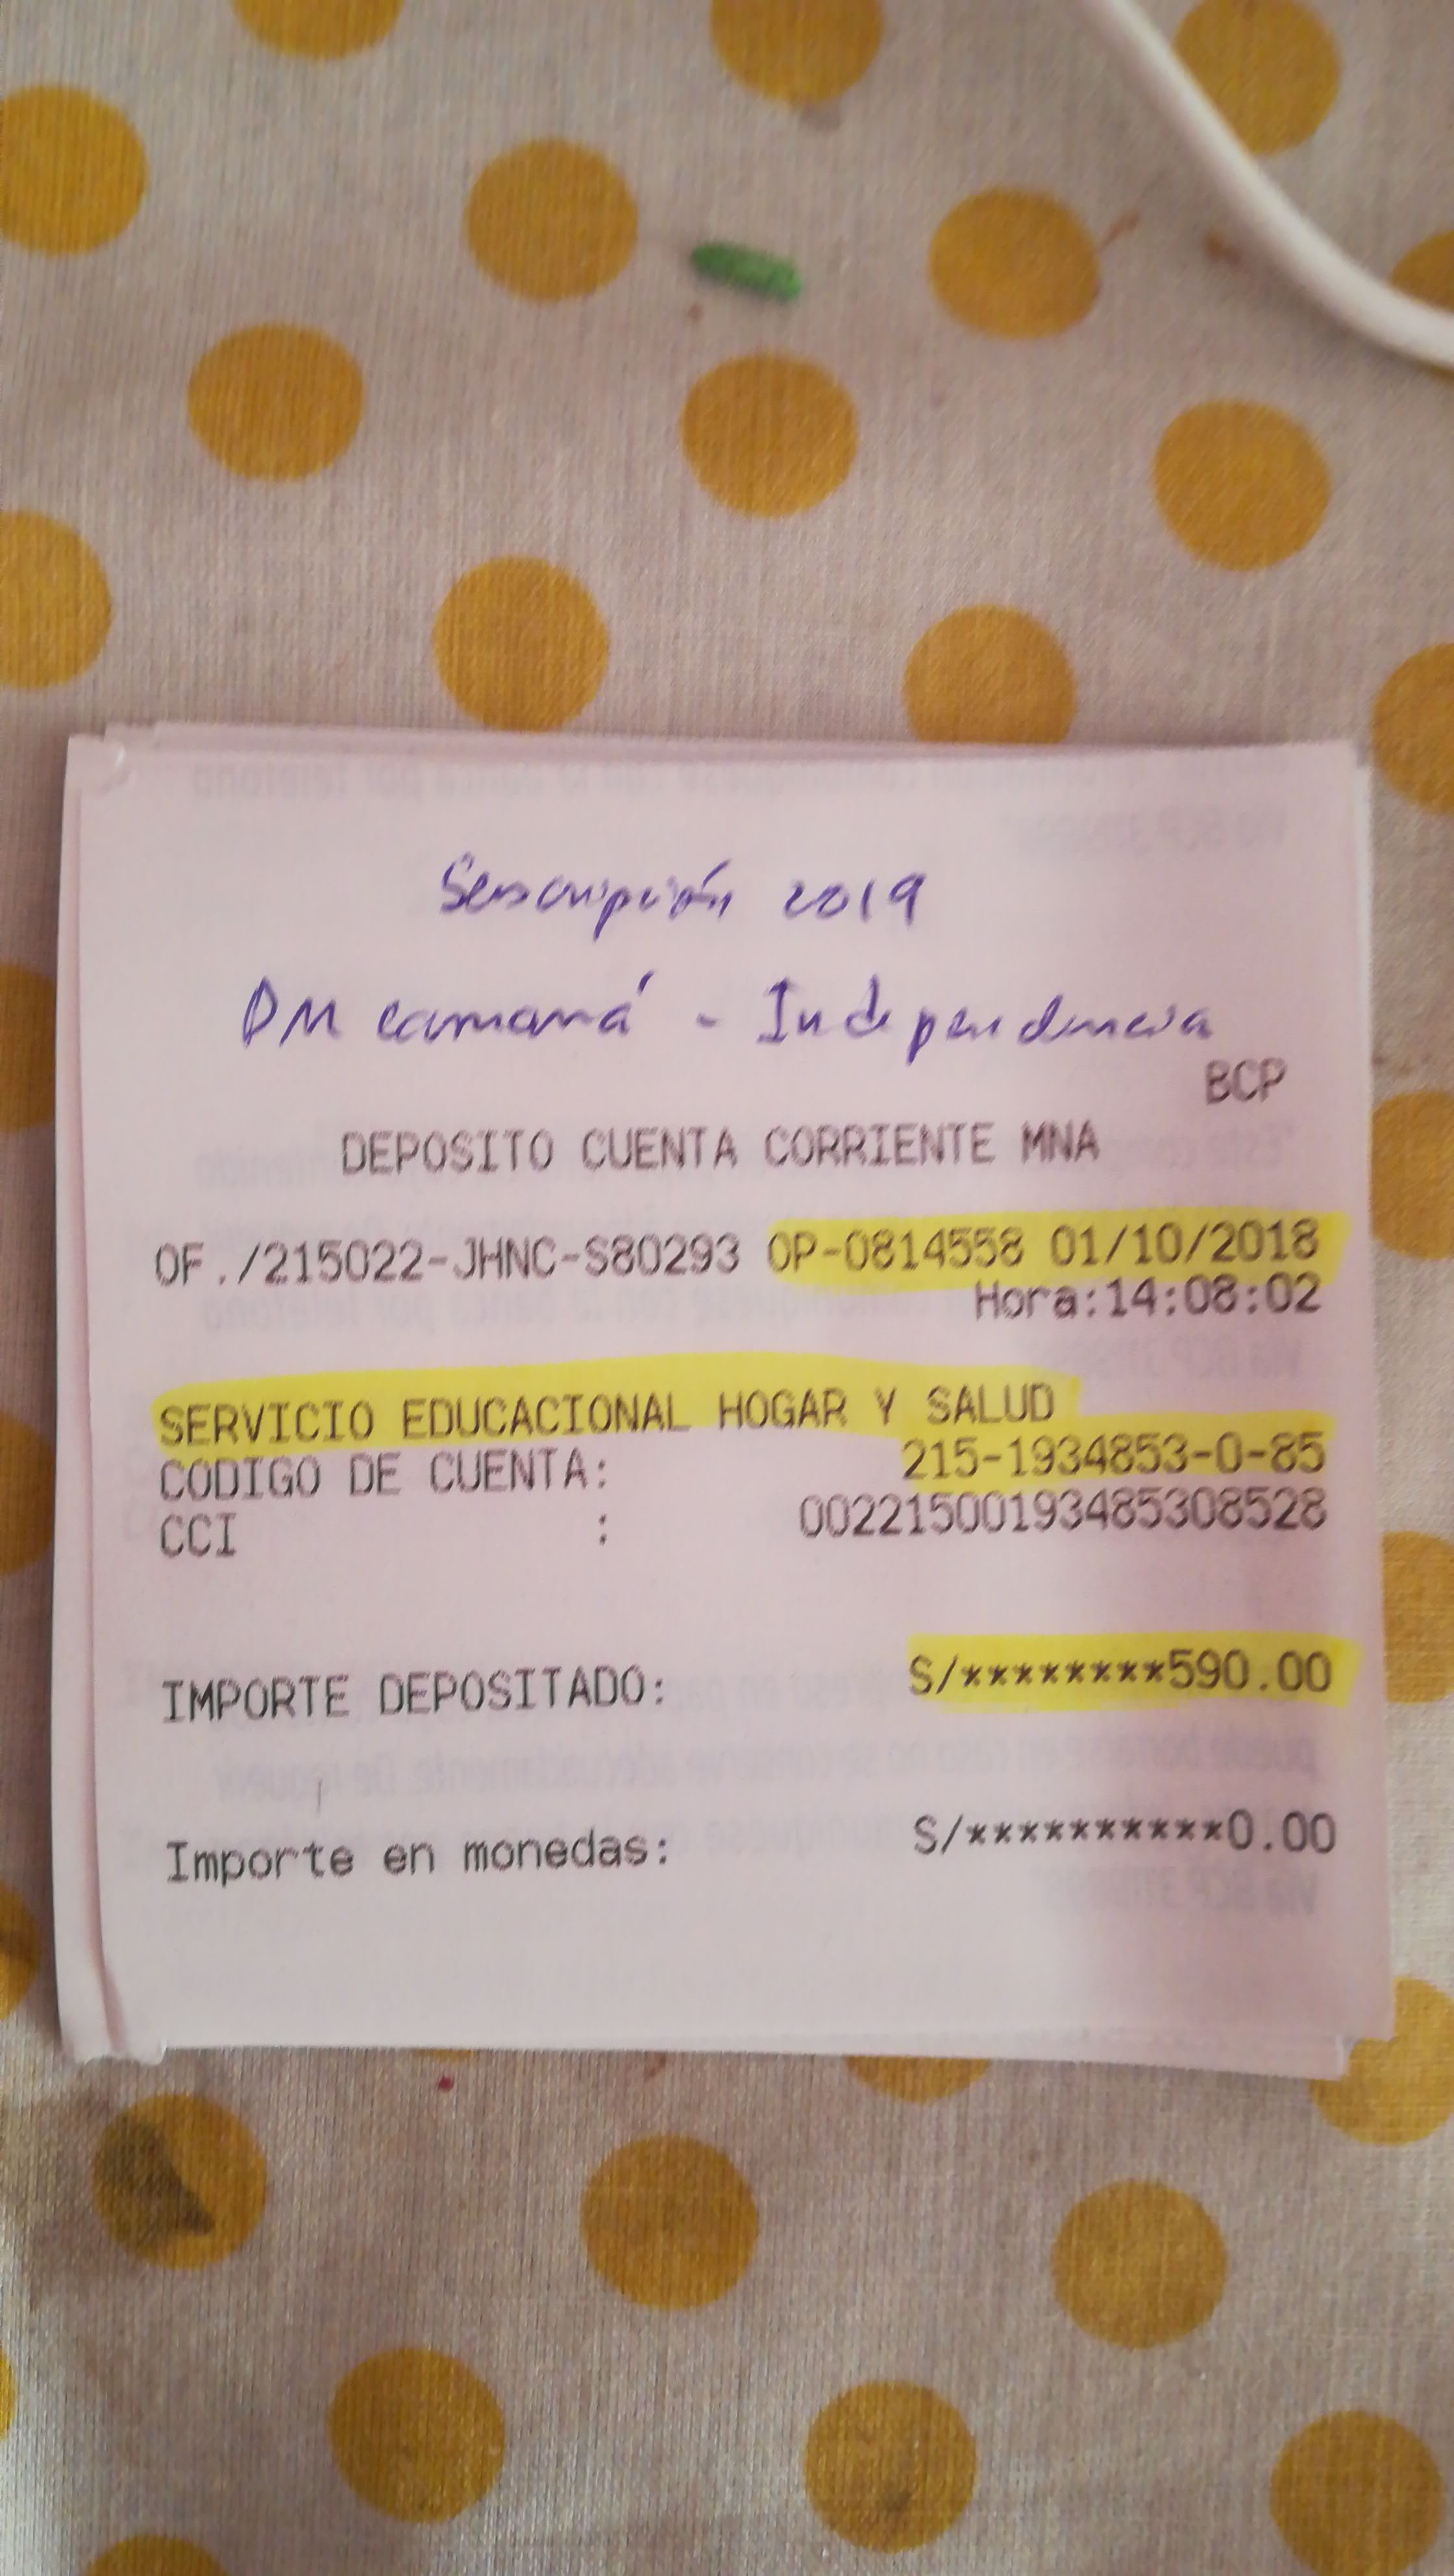 Suscripción 2019
DM Camaná - Independencia
BCP
DEPOSITO CUENTA CORRIENTE MNA
OF./215022-JHNC-S80293 OP-0814558 01/10/2018
Hora:14:08:02
SERVICIO EDUCACIONAL HOGAR Y SALUD
CODIGO DE CUENTA: 215-1934853-0-85
CCI : 00221500193485308528
IMPORTE DEPOSITADO: S/********590.00
Importe en monedas: S/**********0.00